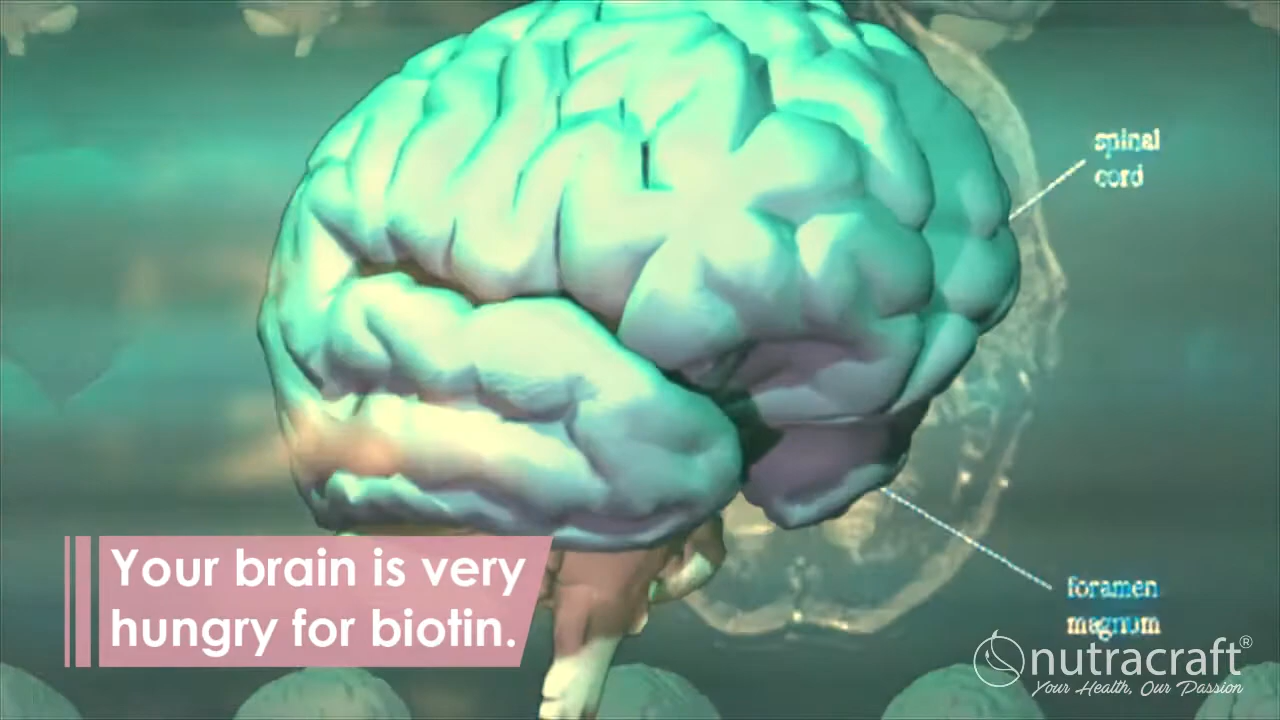 spinal
cord
Your brain is very
hungry for biotin.
foramen
magnum
nutracraft®
Your Health, Our Passion